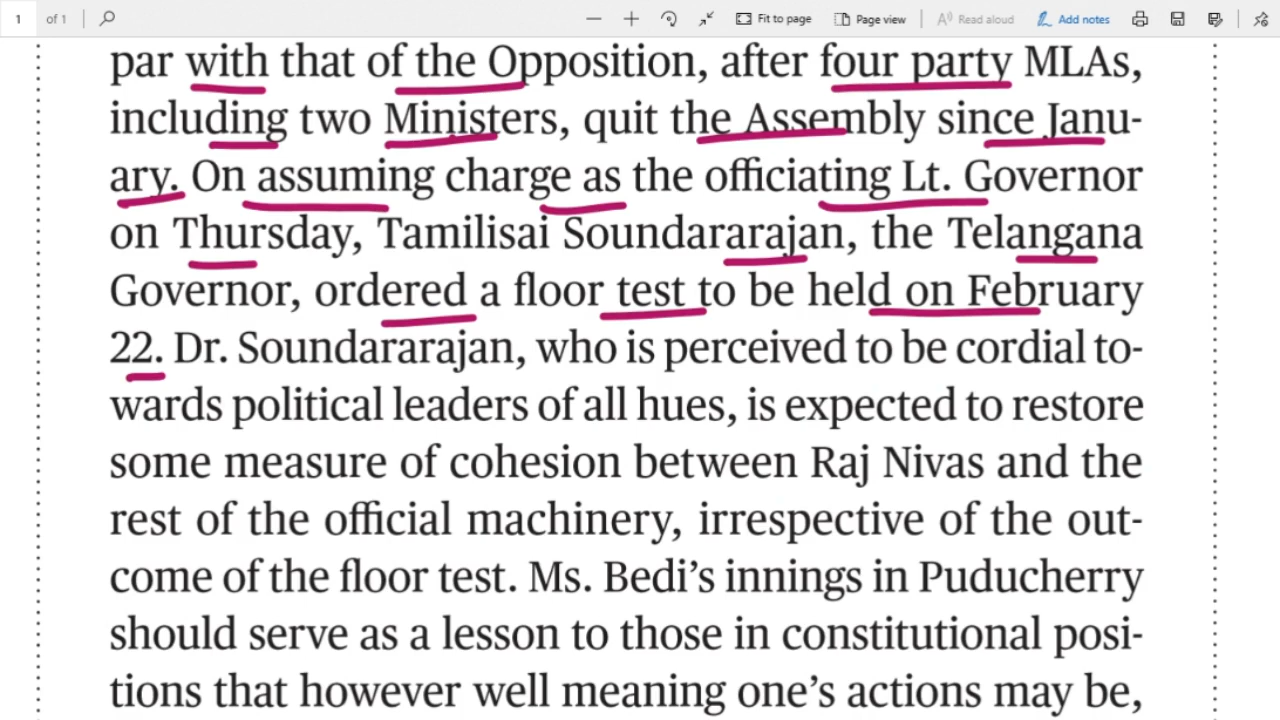 1 of 1 Fit to page Page view Read aloud Add notes
par with that of the Opposition, after four party MLAs,
including two Ministers, quit the Assembly since Janu-
ary. On assuming charge as the officiating Lt. Governor
on Thursday, Tamilisai Soundararajan, the Telangana
Governor, ordered a floor test to be held on February
22. Dr. Soundararajan, who is perceived to be cordial to-
wards political leaders of all hues, is expected to restore
some measure of cohesion between Raj Nivas and the
rest of the official machinery, irrespective of the out-
come of the floor test. Ms. Bedi’s innings in Puducherry
should serve as a lesson to those in constitutional posi-
tions that however well meaning one’s actions may be,